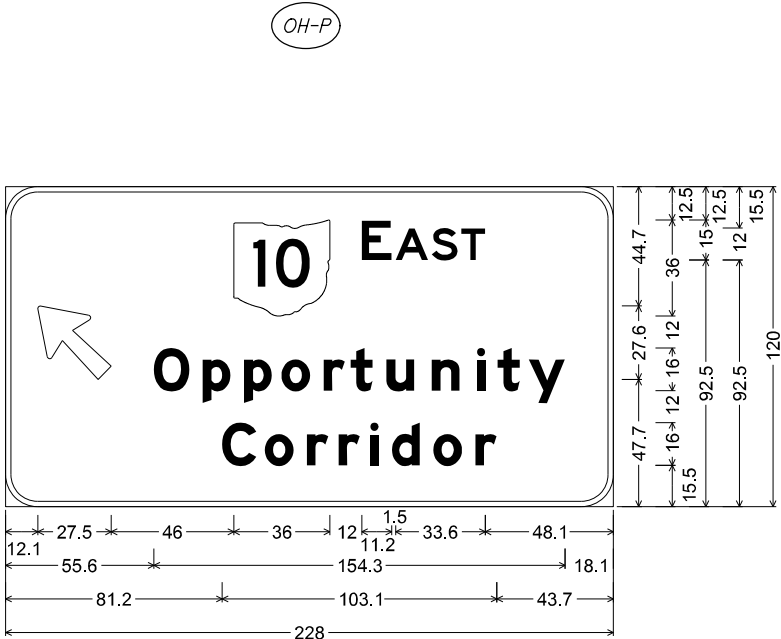 OH-P
10 EAST
Opportunity
Corridor
44.7 27.6 47.7
12.5 36 12 16 12 16 15.5
12.5 15 92.5
15.5 12 92.5
120
12.1 27.5 46 36 12 11.2 1.5 33.6 48.1
55.6 154.3 18.1
81.2 103.1 43.7
228